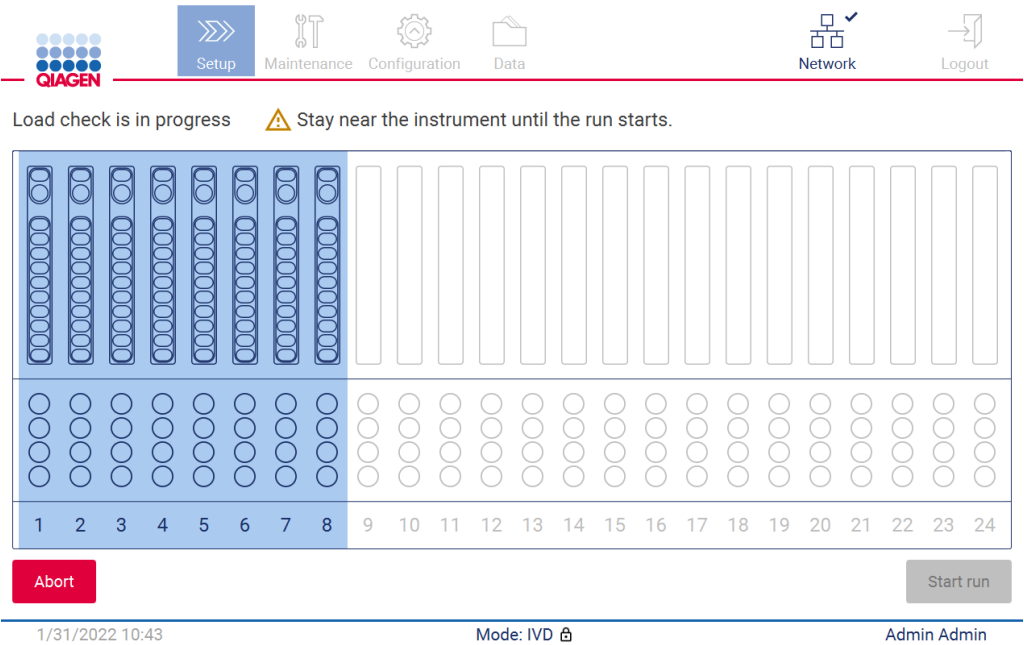 QIAGEN
Setup
Maintenance
Configuration
Data
Network
Logout
Load check is in progress
Stay near the instrument until the run starts.
1 2 3 4 5 6 7 8 9 10 11 12 13 14 15 16 17 18 19 20 21 22 23 24
Abort
Start run
1/31/2022 10:43
Mode: IVD
Admin Admin